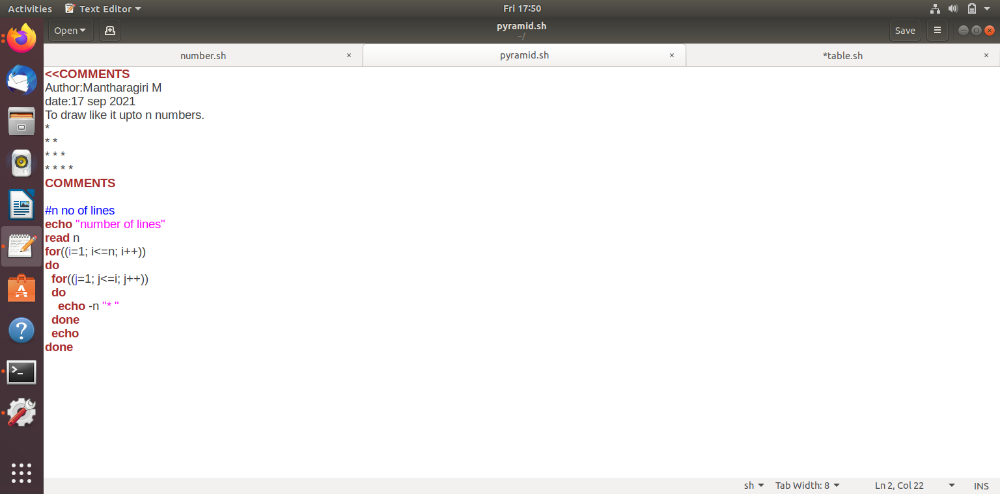 Activities Text Editor Fri 17:50
Open pyramid.sh Save
~/
number.sh × pyramid.sh × *table.sh ×
<<COMMENTS
Author:Mantharagiri M
date:17 sep 2021
To draw like it upto n numbers.
*
* *
* * *
* * * *
COMMENTS

#n no of lines
echo "number of lines"
read n
for((i=1; i<=n; i++))
do
  for((j=1; j<=i; j++))
  do
    echo -n "* "
  done
  echo
done
sh Tab Width: 8 Ln 2, Col 22 INS